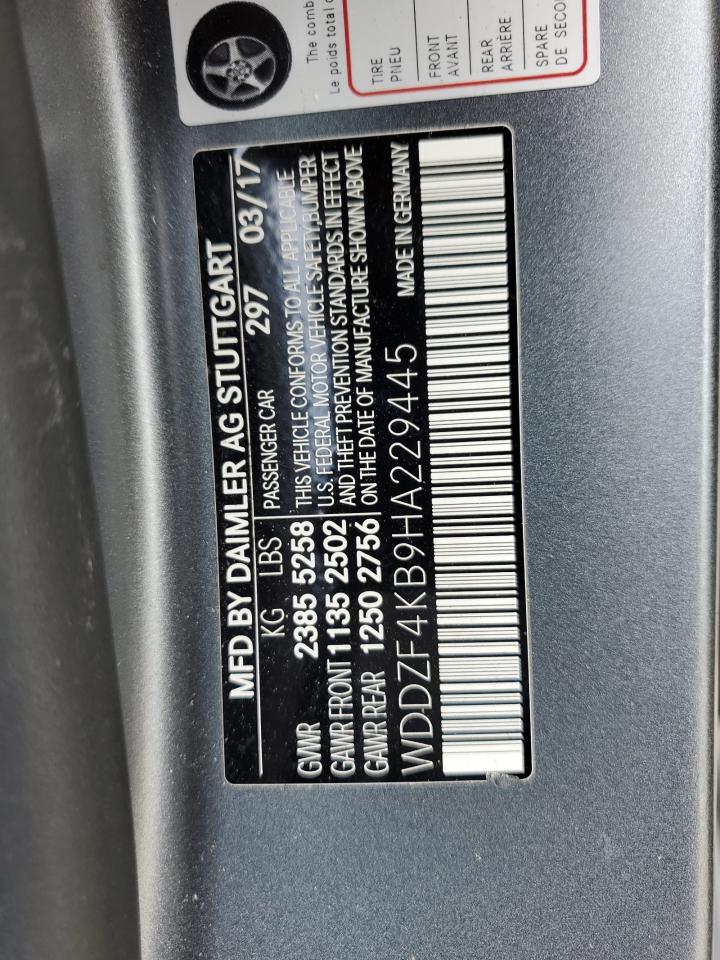 MFD BY DAIMLER AG STUTTGART
KG LBS PASSENGER CAR 297 03/17
GWR 2385 5258 THIS VEHICLE CONFORMS TO ALL APPLICABLE
U.S. FEDERAL MOTOR VEHICLE SAFETY/BUMPER
GAWR FRONT 1135 2502 AND THEFT PREVENTION STANDARDS IN EFFECT
GAWR REAR 1250 2756 ON THE DATE OF MANUFACTURE SHOWN ABOVE
WDDZF4KB9HA229445 MADE IN GERMANY
The comb
Le poids total
TIRE
PNEU
FRONT
AVANT
REAR
ARRIÈRE
SPARE
DE SECO